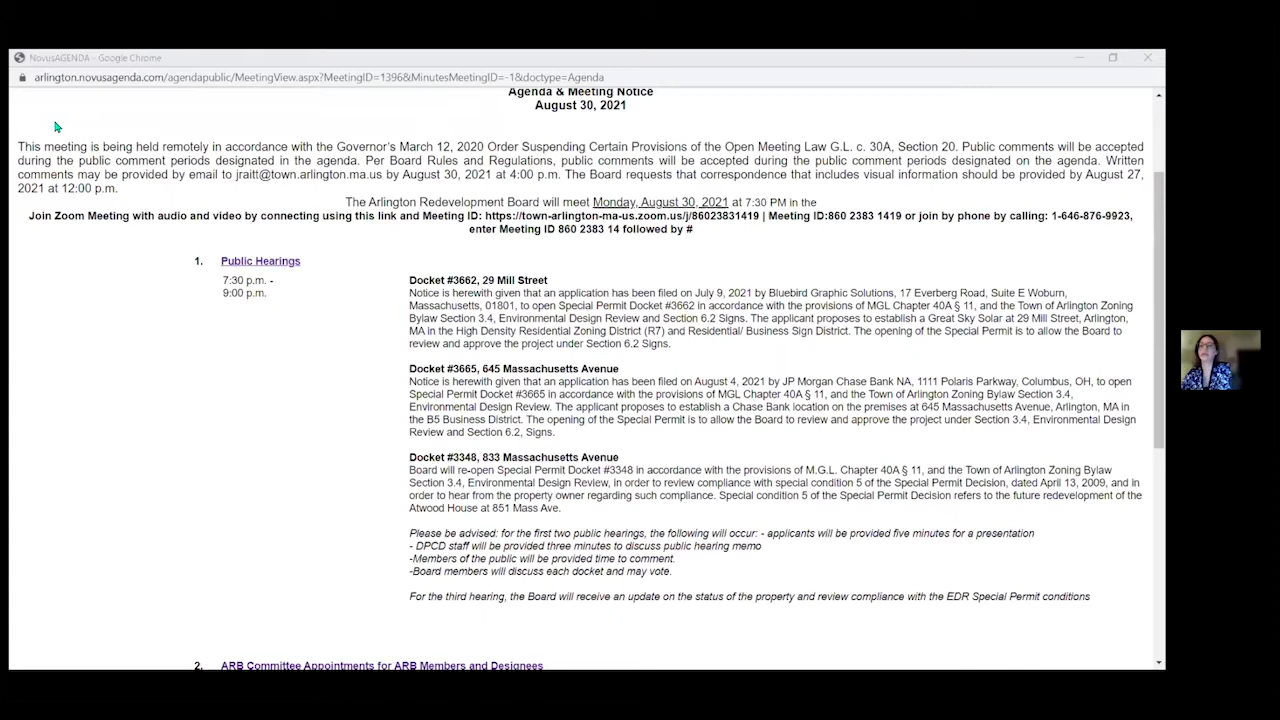 NovusAGENDA - Google Chrome
arlington.novusagenda.com/agendapublic/MeetingView.aspx?MeetingID=1396&MinutesMeetingID=-1&doctype=Agenda
Agenda & Meeting Notice
August 30, 2021
This meeting is being held remotely in accordance with the Governor's March 12, 2020 Order Suspending Certain Provisions of the Open Meeting Law G.L. c. 30A, Section 20. Public comments will be accepted
during the public comment periods designated in the agenda. Per Board Rules and Regulations, public comments will be accepted during the public comment periods designated on the agenda. Written
comments may be provided by email to jraitt@town.arlington.ma.us by August 30, 2021 at 4:00 p.m. The Board requests that correspondence that includes visual information should be provided by August 27,
2021 at 12:00 p.m.
The Arlington Redevelopment Board will meet Monday, August 30, 2021 at 7:30 PM in the
Join Zoom Meeting with audio and video by connecting using this link and Meeting ID: https://town-arlington-ma-us.zoom.us/j/86023831419 | Meeting ID:860 2383 1419 or join by phone by calling: 1-646-876-9923,
enter Meeting ID 860 2383 14 followed by #
1. Public Hearings
7:30 p.m. -
9:00 p.m.
Docket #3662, 29 Mill Street
Notice is herewith given that an application has been filed on July 9, 2021 by Bluebird Graphic Solutions, 17 Everberg Road, Suite E Woburn,
Massachusetts, 01801, to open Special Permit Docket #3662 in accordance with the provisions of MGL Chapter 40A § 11, and the Town of Arlington Zoning
Bylaw Section 3.4, Environmental Design Review and Section 6.2 Signs. The applicant proposes to establish a Great Sky Solar at 29 Mill Street, Arlington,
MA in the High Density Residential Zoning District (R7) and Residential/ Business Sign District. The opening of the Special Permit is to allow the Board to
review and approve the project under Section 6.2 Signs.
Docket #3665, 645 Massachusetts Avenue
Notice is herewith given that an application has been filed on August 4, 2021 by JP Morgan Chase Bank NA, 1111 Polaris Parkway, Columbus, OH, to open
Special Permit Docket #3665 in accordance with the provisions of MGL Chapter 40A § 11, and the Town of Arlington Zoning Bylaw Section 3.4,
Environmental Design Review. The applicant proposes to establish a Chase Bank location on the premises at 645 Massachusetts Avenue, Arlington, MA in
the B5 Business District. The opening of the Special Permit is to allow the Board to review and approve the project under Section 3.4, Environmental Design
Review and Section 6.2, Signs.
Docket #3348, 833 Massachusetts Avenue
Board will re-open Special Permit Docket #3348 in accordance with the provisions of M.G.L. Chapter 40A § 11, and the Town of Arlington Zoning Bylaw
Section 3.4, Environmental Design Review, in order to review compliance with special condition 5 of the Special Permit Decision, dated April 13, 2009, and in
order to hear from the property owner regarding such compliance. Special condition 5 of the Special Permit Decision refers to the future redevelopment of the
Atwood House at 851 Mass Ave.
Please be advised: for the first two public hearings, the following will occur: - applicants will be provided five minutes for a presentation
- DPCD staff will be provided three minutes to discuss public hearing memo
-Members of the public will be provided time to comment.
-Board members will discuss each docket and may vote.
For the third hearing, the Board will receive an update on the status of the property and review compliance with the EDR Special Permit conditions
2. ARB Committee Appointments for ARB Members and Designees